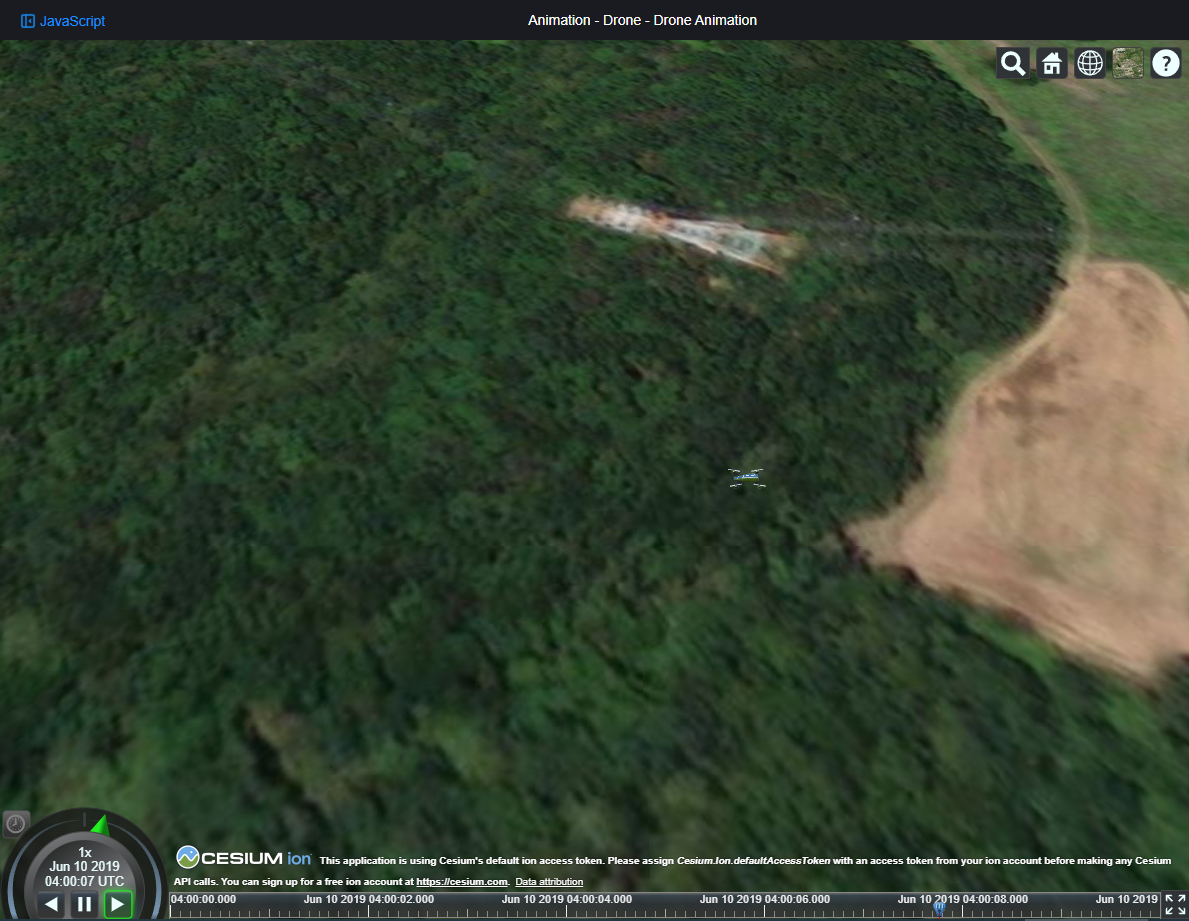 JavaScript
Animation - Drone - Drone Animation
?
1x
Jun 10 2019
04:00:07 UTC
CESIUM ion This application is using Cesium's default ion access token. Please assign Cesium.Ion.defaultAccessToken with an access token from your ion account before making any Cesium
API calls. You can sign up for a free ion account at https://cesium.com. Data attribution
04:00:00.000 Jun 10 2019 04:00:02.000 Jun 10 2019 04:00:04.000 Jun 10 2019 04:00:06.000 Jun 10 2019 04:00:08.000 Jun 10 2019